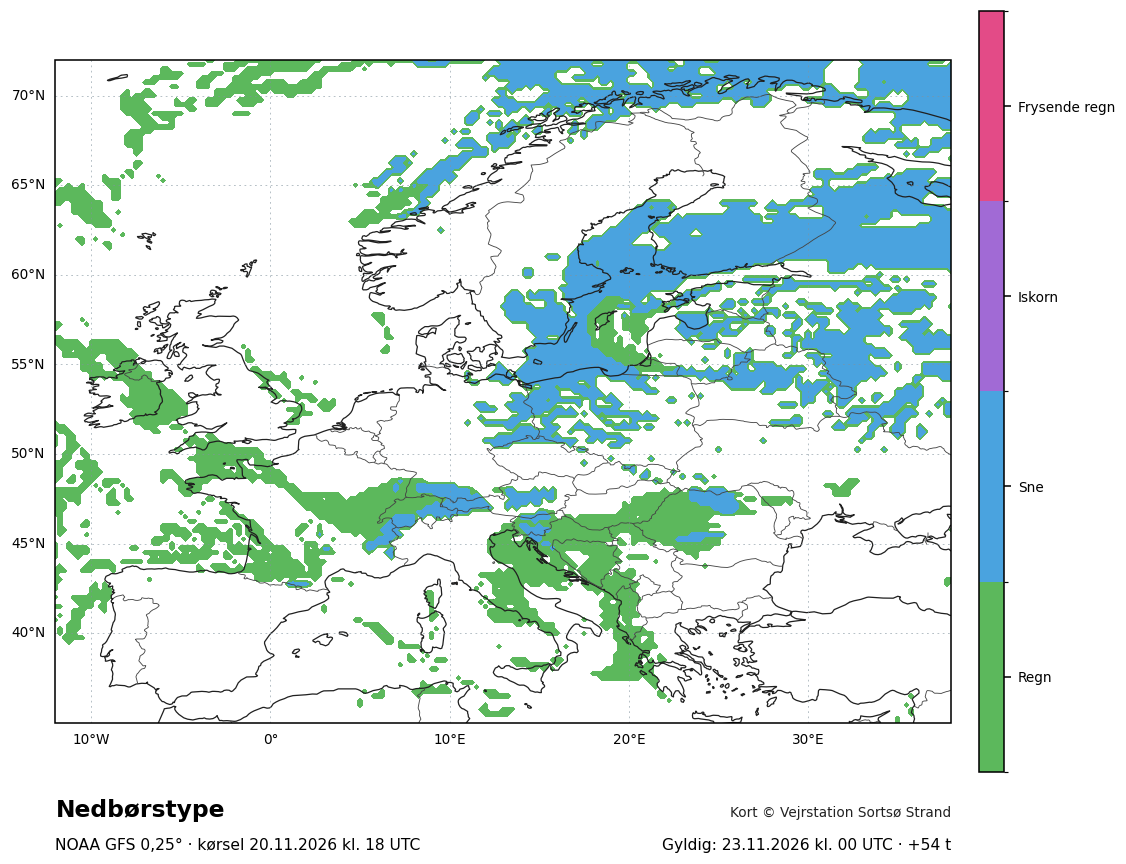 Frysende regn
Iskorn
Sne
Regn
70°N
65°N
60°N
55°N
50°N
45°N
40°N
10°W
0°
10°E
20°E
30°E
Nedbørstype
Kort © Vejrstation Sortsø Strand
NOAA GFS 0,25° · kørsel 20.11.2026 kl. 18 UTC
Gyldig: 23.11.2026 kl. 00 UTC · +54 t